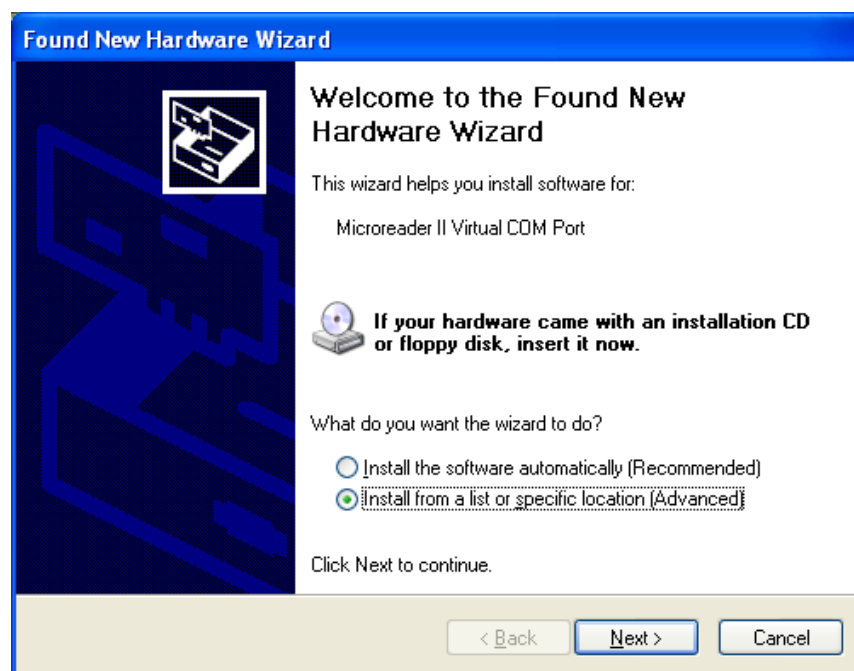 Found New Hardware Wizard
Welcome to the Found New
Hardware Wizard
This wizard helps you install software for:
Microreader II Virtual COM Port
If your hardware came with an installation CD
or floppy disk, insert it now.
What do you want the wizard to do?
Install the software automatically (Recommended)
Install from a list or specific location (Advanced)
Click Next to continue.
< Back Next > Cancel